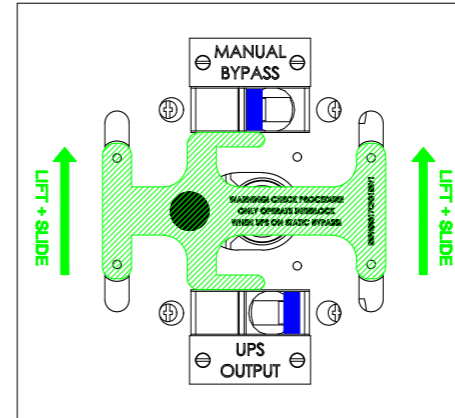 MANUAL
BYPASS
LIFT + SLIDE
WARNING! CHECK PROCEDURE
ONLY OPERATE INTERLOCK
WHEN UPS ON STATIC BYPASS!
LIFT + SLIDE
UPS
OUTPUT